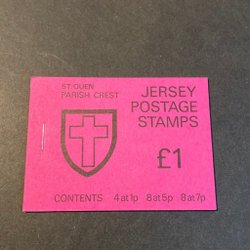 ST. OUEN
PARISH CREST
JERSEY
POSTAGE
STAMPS
£1
CONTENTS 4 at 1p 8 at 5p 8 at 7p